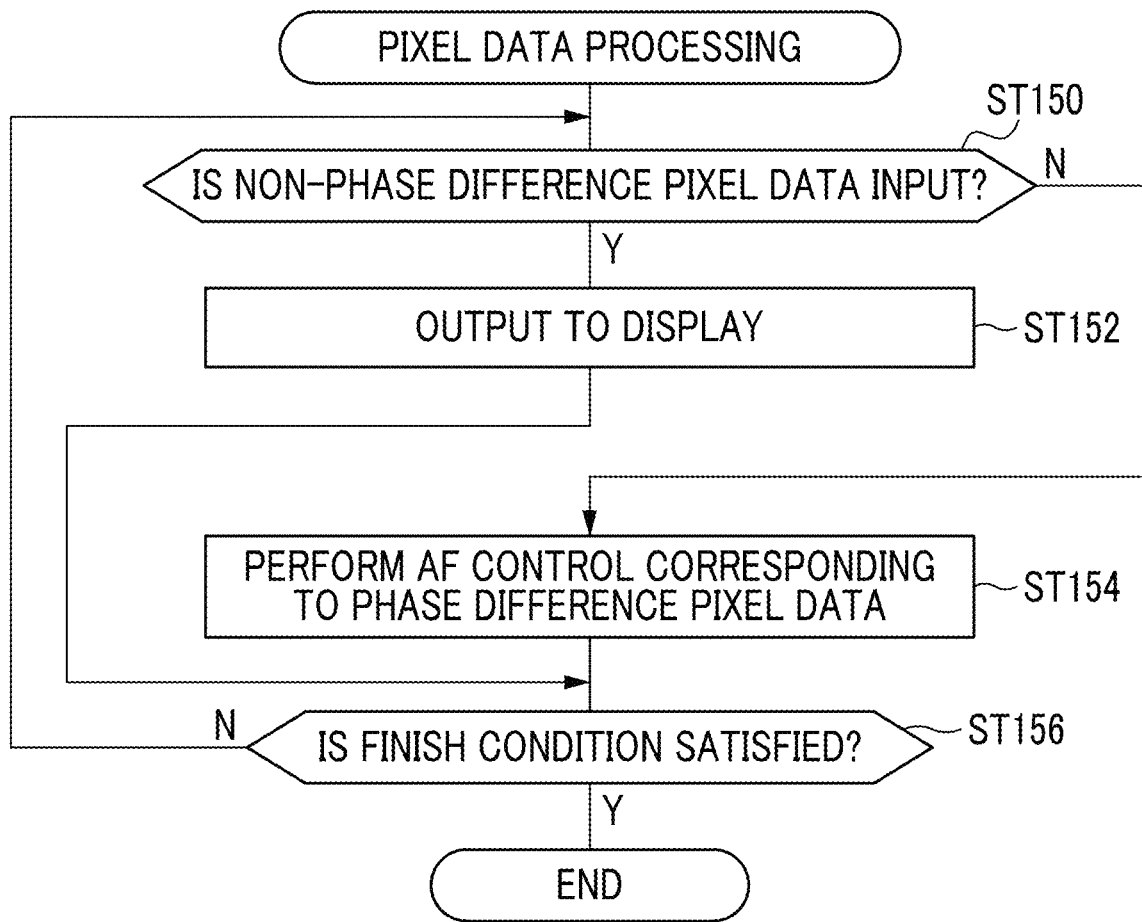 PIXEL DATA PROCESSING
ST150
IS NON-PHASE DIFFERENCE PIXEL DATA INPUT?
N
Y
OUTPUT TO DISPLAY
ST152
PERFORM AF CONTROL CORRESPONDING
TO PHASE DIFFERENCE PIXEL DATA
ST154
N
IS FINISH CONDITION SATISFIED?
ST156
Y
END